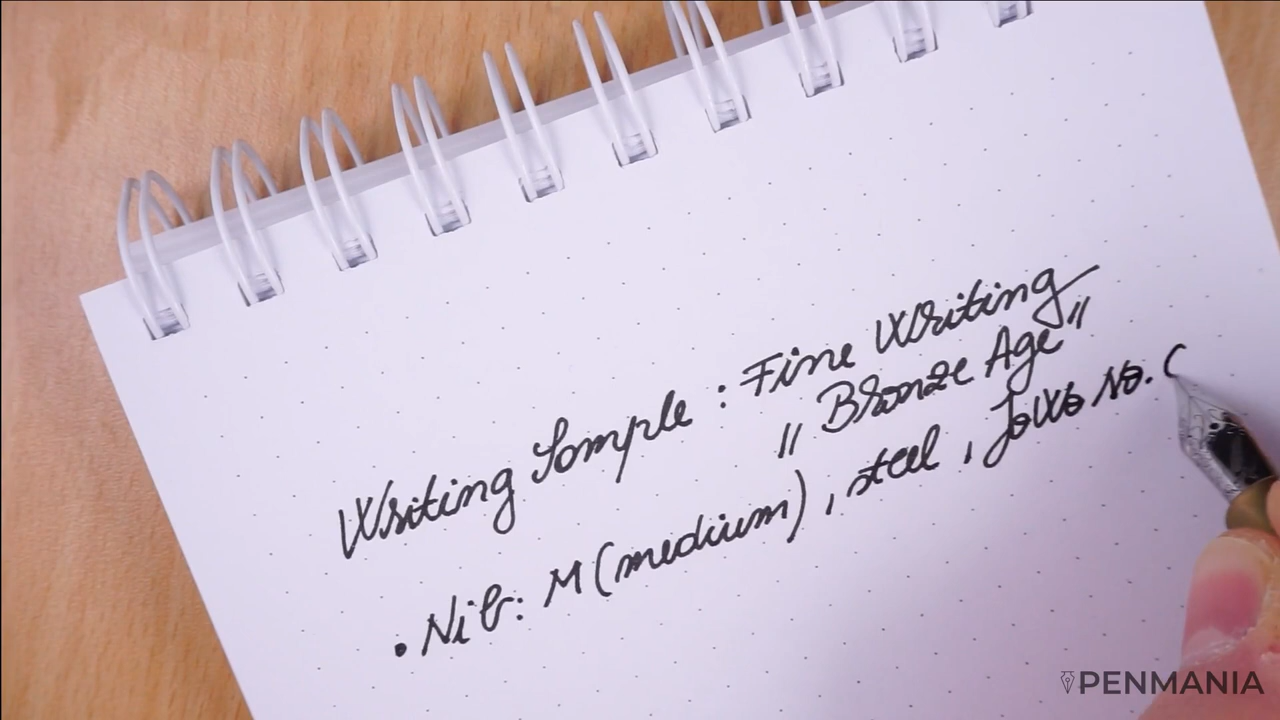 Writing Sample : Fine Writing
"Bronze Age"
• Nib: M (medium), steel, JoWo No. (
PENMANIA